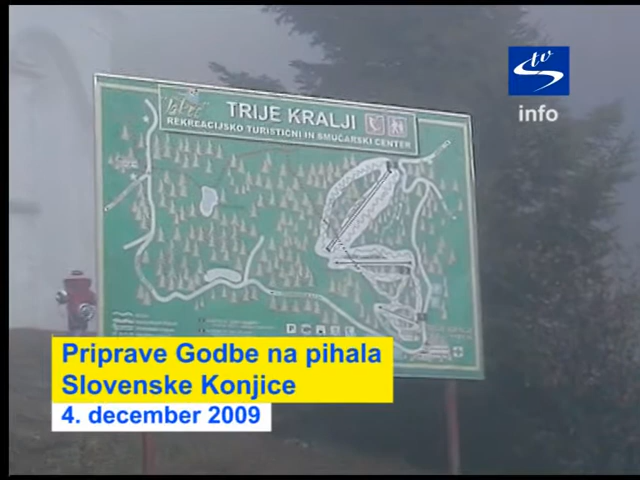 TRIJE KRALJI
REKREACIJSKO TURISTIČNI IN SMUČARSKI CENTER
tv S
info
Priprave Godbe na pihala
Slovenske Konjice
4. december 2009